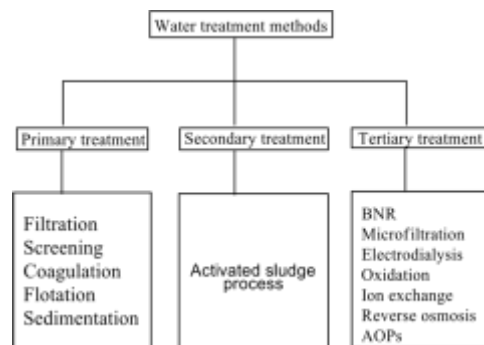 Water treatment methods
Primary treatment
Secondary treatment
Tertiary treatment
Filtration
Screening
Coagulation
Flotation
Sedimentation
Activated sludge
process
BNR
Microfiltration
Electrodialysis
Oxidation
Ion exchange
Reverse osmosis
AOPs